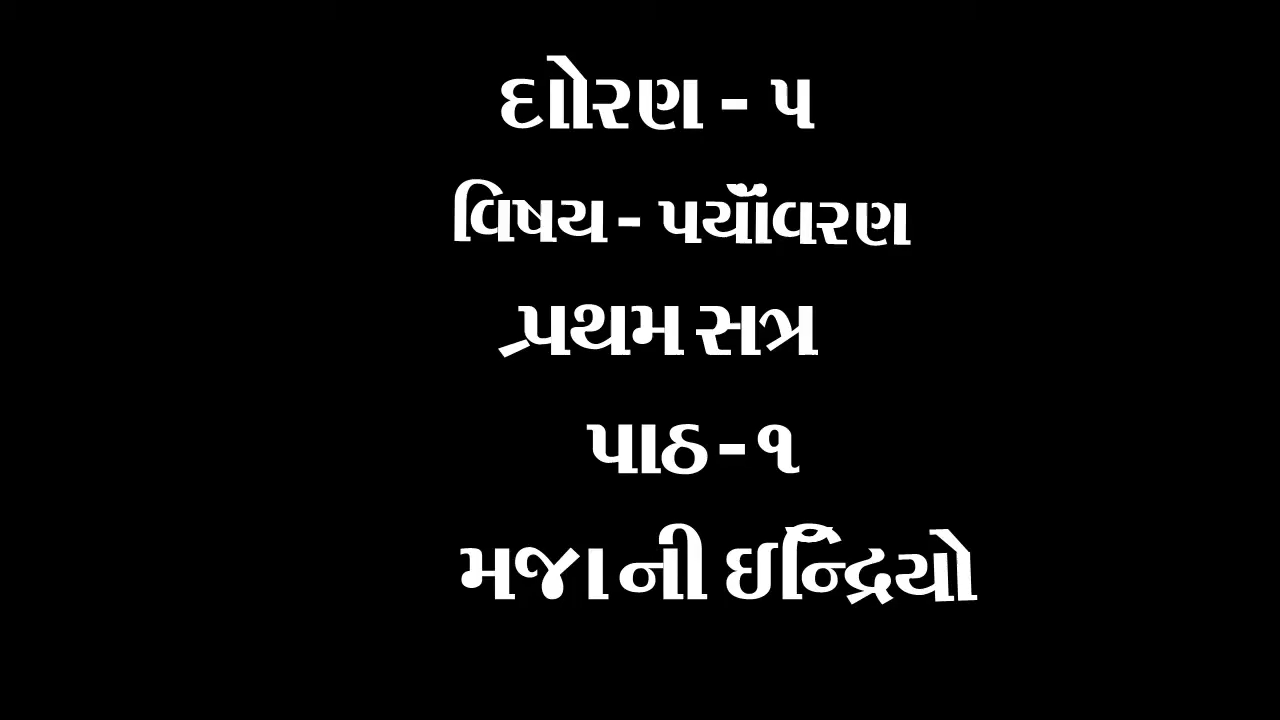 ધોરણ - ૫
વિષય - પર્યાવરણ
પ્રથમ સત્ર
પાઠ - ૧
મજાની ઇન્દ્રિયો